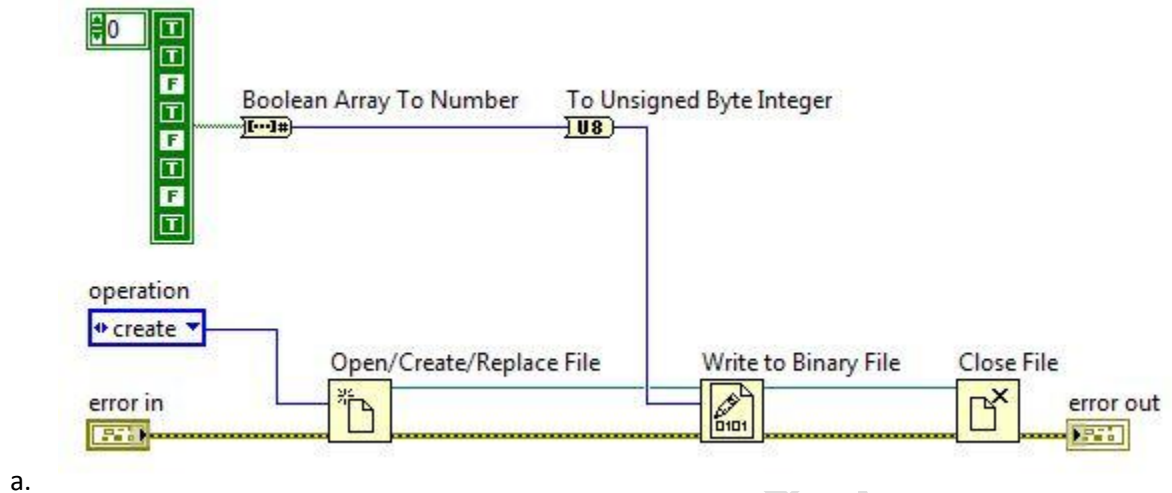 0
T
T
F
T
F
T
F
T
Boolean Array To Number
To Unsigned Byte Integer
[...]#
U8
operation
create
Open/Create/Replace File
Write to Binary File
Close File
error in
0101
error out
a.